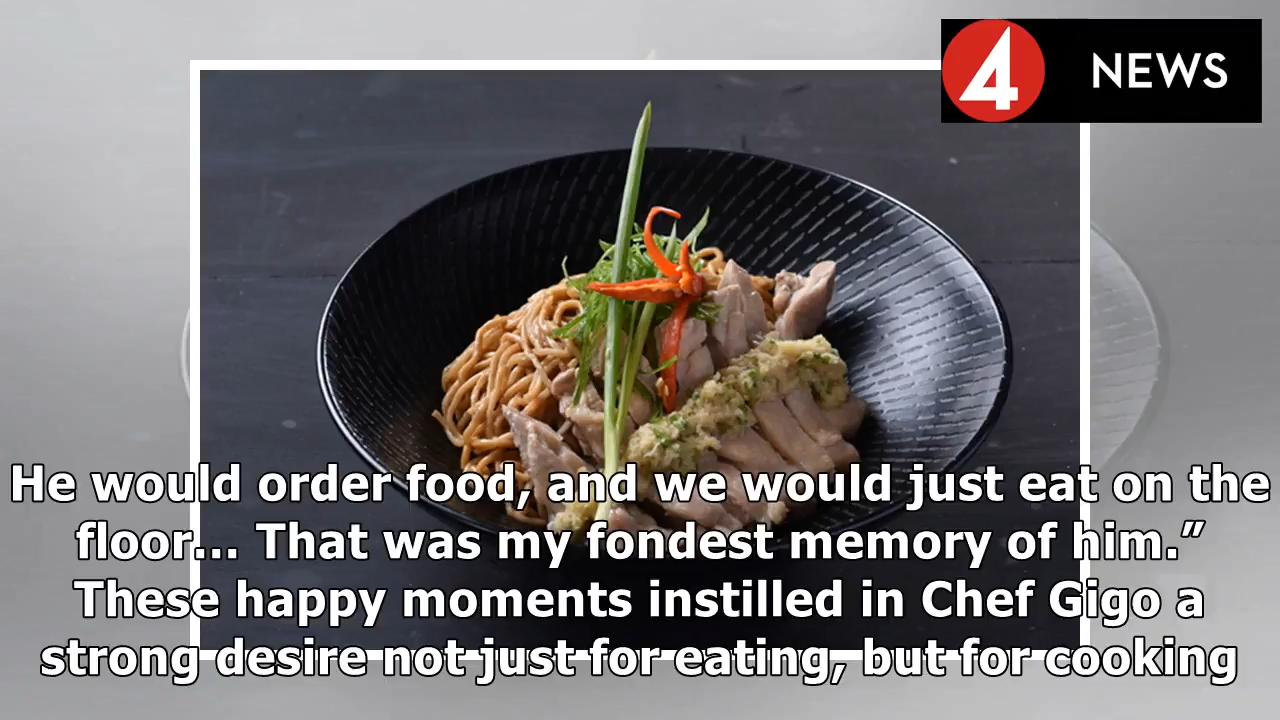 4 NEWS
He would order food, and we would just eat on the
floor... That was my fondest memory of him.”
These happy moments instilled in Chef Gigo a
strong desire not just for eating, but for cooking